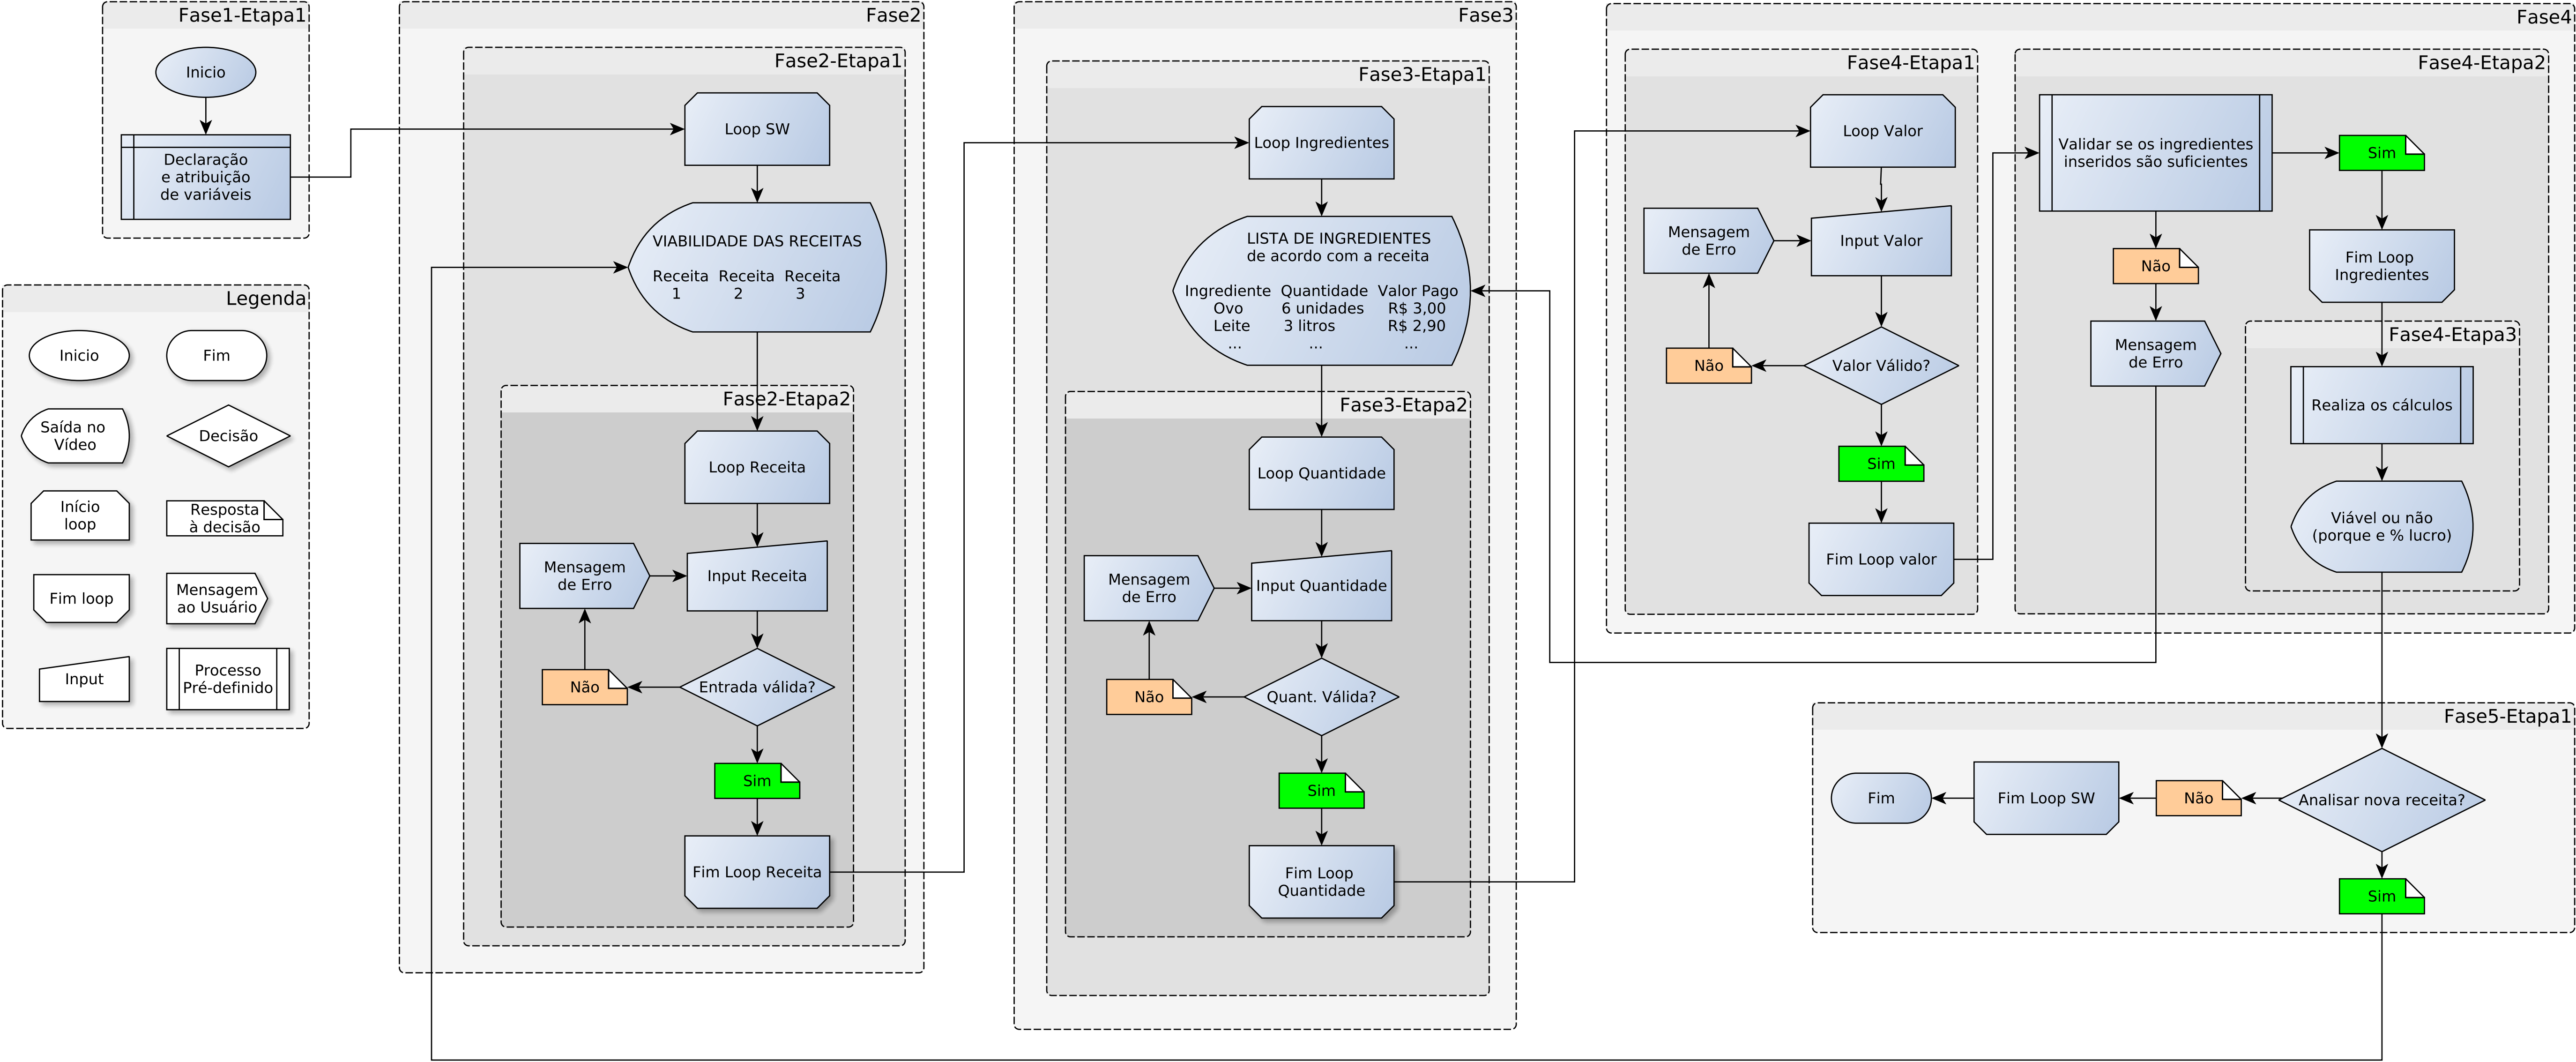 Fase1-Etapa1
Inicio
Declaração
e atribuição
de variáveis
Legenda
Inicio
Fim
Saída no
Vídeo
Decisão
Início
loop
Resposta
à decisão
Fim loop
Mensagem
ao Usuário
Input
Processo
Pré-definido
Fase2
Fase2-Etapa1
Loop SW
VIABILIDADE DAS RECEITAS
Receita Receita Receita
1 2 3
Fase2-Etapa2
Loop Receita
Mensagem
de Erro
Input Receita
Não
Entrada válida?
Sim
Fim Loop Receita
Fase3
Fase3-Etapa1
Loop Ingredientes
LISTA DE INGREDIENTES
de acordo com a receita
Ingrediente Quantidade Valor Pago
Ovo 6 unidades R$ 3,00
Leite 3 litros R$ 2,90
... ... ...
Fase3-Etapa2
Loop Quantidade
Mensagem
de Erro
Input Quantidade
Não
Quant. Válida?
Sim
Fim Loop
Quantidade
Fase4
Fase4-Etapa1
Loop Valor
Mensagem
de Erro
Input Valor
Não
Valor Válido?
Sim
Fim Loop valor
Fase4-Etapa2
Validar se os ingredientes
inseridos são suficientes
Sim
Não
Fim Loop
Ingredientes
Mensagem
de Erro
Fase4-Etapa3
Realiza os cálculos
Viável ou não
(porque e % lucro)
Fase5-Etapa1
Fim
Fim Loop SW
Não
Analisar nova receita?
Sim